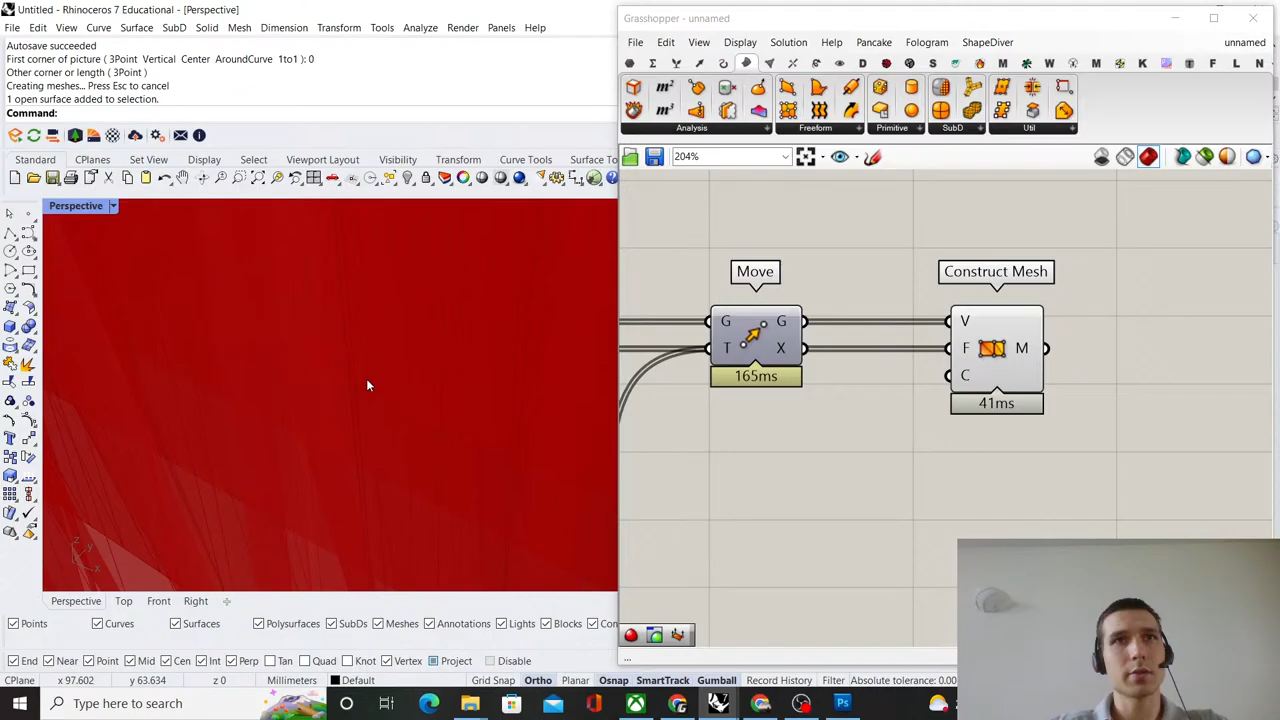 Untitled - Rhinoceros 7 Educational - [Perspective]
File Edit View Curve Surface Solid Mesh Dimension Transform Tools Analyze Render Panels Help
Autosave succeeded
First corner of picture ( 3Point Vertical Center AroundCurve 1to1 ): 0
Other corner or length ( 3Point )
Creating meshes... Press Esc to cancel
1 open surface added to selection.
Command:
Standard CPlanes Set View Display Select Viewport Layout Visibility Transform Curve Tools Surface To
Perspective
z
y
x
Perspective Top Front Right
Points Curves Surfaces Polysurfaces SubDs Meshes Annotations Lights Blocks Con
End Near Point Mid Cen Int Perp Tan Quad Knot Vertex Project Disable
CPlane x 97.602 y 63.634 z 0 Millimeters Default Grid Snap Ortho Planar Osnap SmartTrack Gumball Record History Filter Absolute tolerance: 0.00
Type here to search
Grasshopper - unnamed
File Edit View Display Solution Help Pancake Fologram ShapeDiver unnamed
D S M M K M F L N
m² m³
Analysis Freeform Primitive SubD Util
204%
Move
G G
T X
165ms
Construct Mesh
V
F M
C
41ms
...
Ps